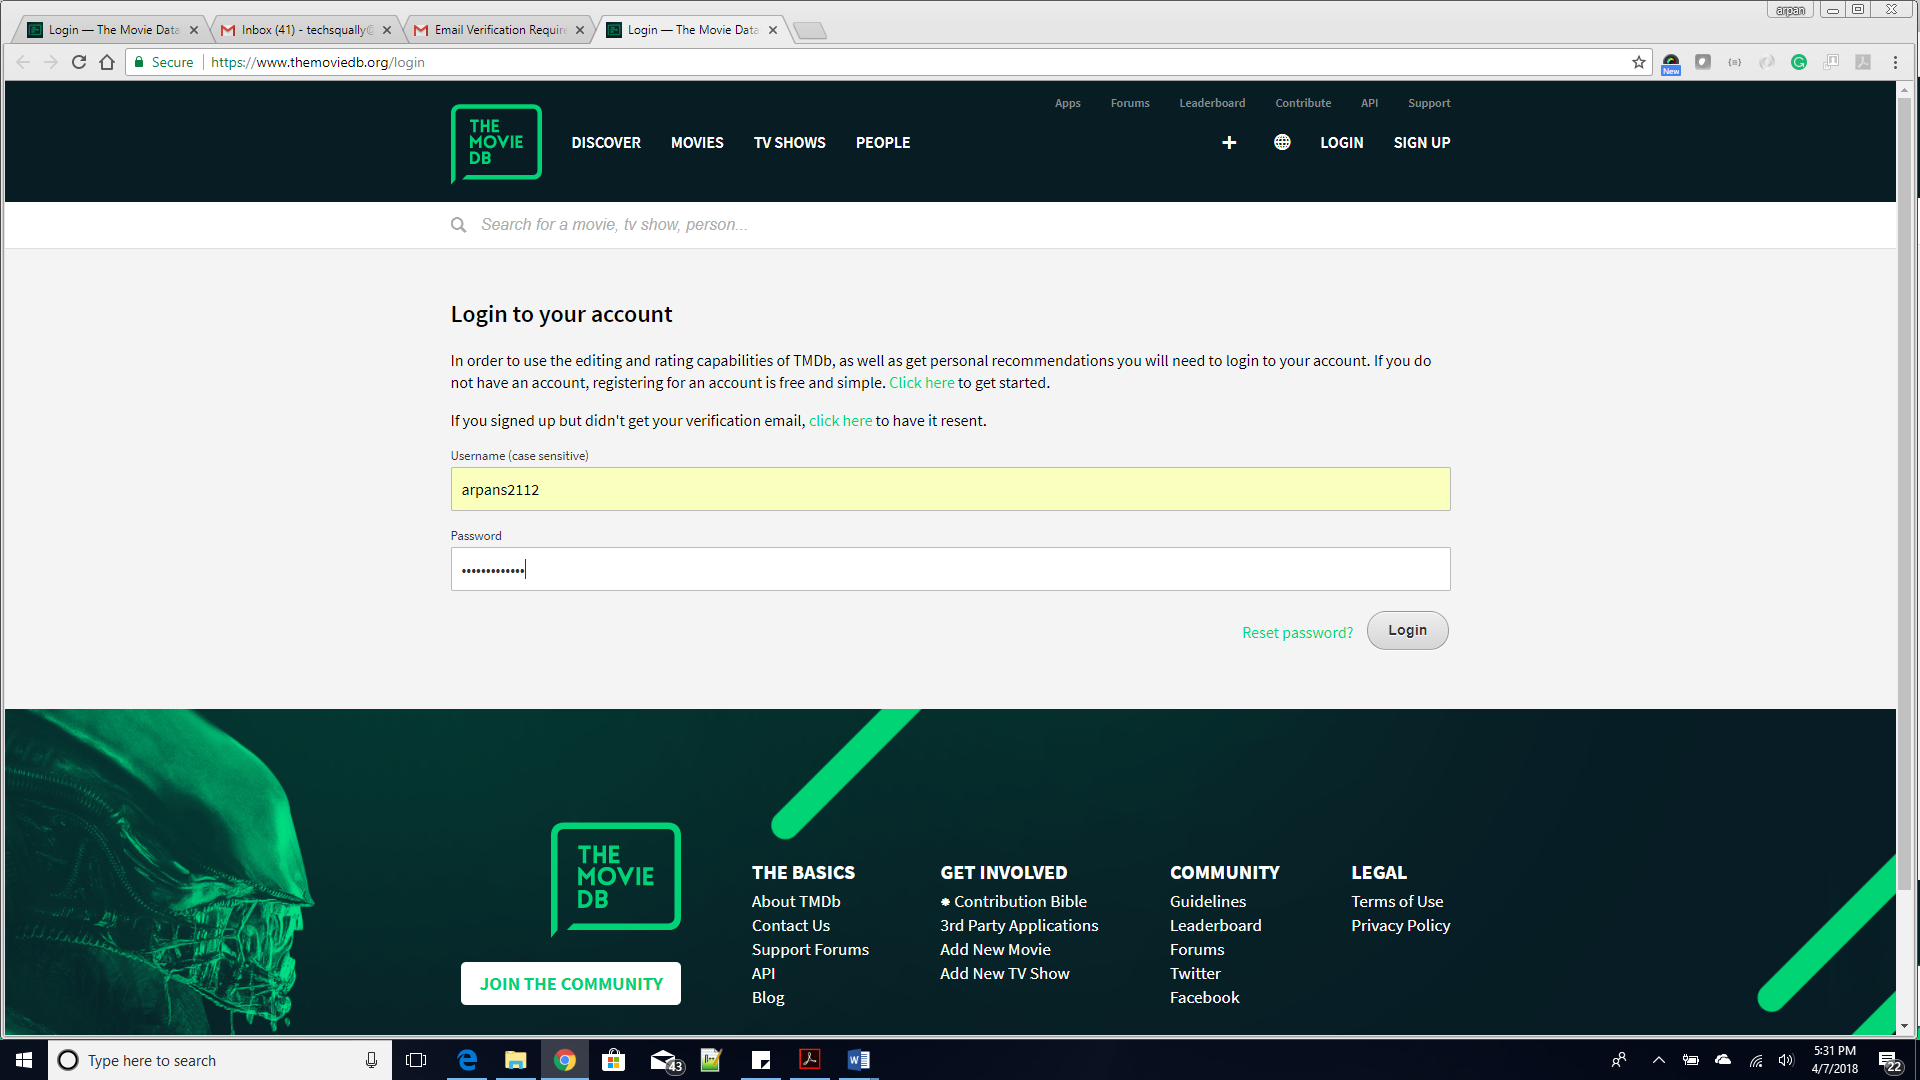 arpan
Login — The Movie Data
Inbox (41) - techsqually@
Email Verification Require
Login — The Movie Data
Secure
https://www.themoviedb.org/login
New
Apps Forums Leaderboard Contribute API Support
THE MOVIE DB
DISCOVER MOVIES TV SHOWS PEOPLE
LOGIN SIGN UP
Search for a movie, tv show, person...
Login to your account
In order to use the editing and rating capabilities of TMDb, as well as get personal recommendations you will need to login to your account. If you do
not have an account, registering for an account is free and simple. Click here to get started.
If you signed up but didn't get your verification email, click here to have it resent.
Username (case sensitive)
arpans2112
Password
•••••••••••••
Reset password? Login
THE MOVIE DB
JOIN THE COMMUNITY
THE BASICS
About TMDb
Contact Us
Support Forums
API
Blog
GET INVOLVED
Contribution Bible
3rd Party Applications
Add New Movie
Add New TV Show
COMMUNITY
Guidelines
Leaderboard
Forums
Twitter
Facebook
LEGAL
Terms of Use
Privacy Policy
Type here to search
43
5:31 PM
4/7/2018
22